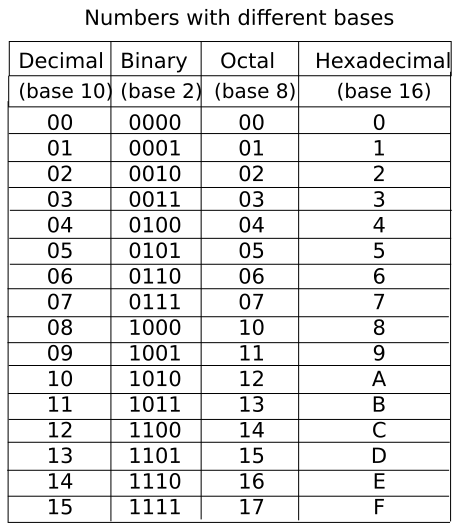 Numbers with different bases
Decimal Binary Octal Hexadecimal
(base 10) (base 2) (base 8) (base 16)
00 0000 00 0
01 0001 01 1
02 0010 02 2
03 0011 03 3
04 0100 04 4
05 0101 05 5
06 0110 06 6
07 0111 07 7
08 1000 10 8
09 1001 11 9
10 1010 12 A
11 1011 13 B
12 1100 14 C
13 1101 15 D
14 1110 16 E
15 1111 17 F